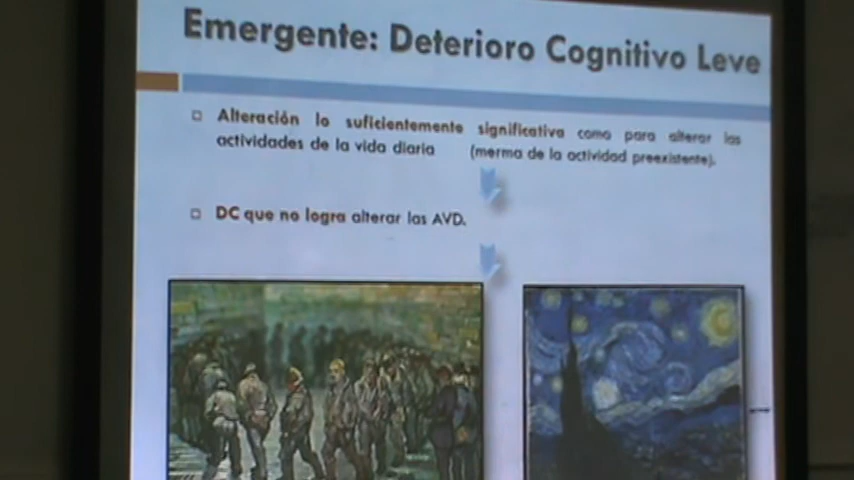 Emergente: Deterioro Cognitivo Leve
Alteración lo suficientemente significativa como para alterar las
actividades de la vida diaria (merma de la actividad preexistente).
DC que no logra alterar las AVD.